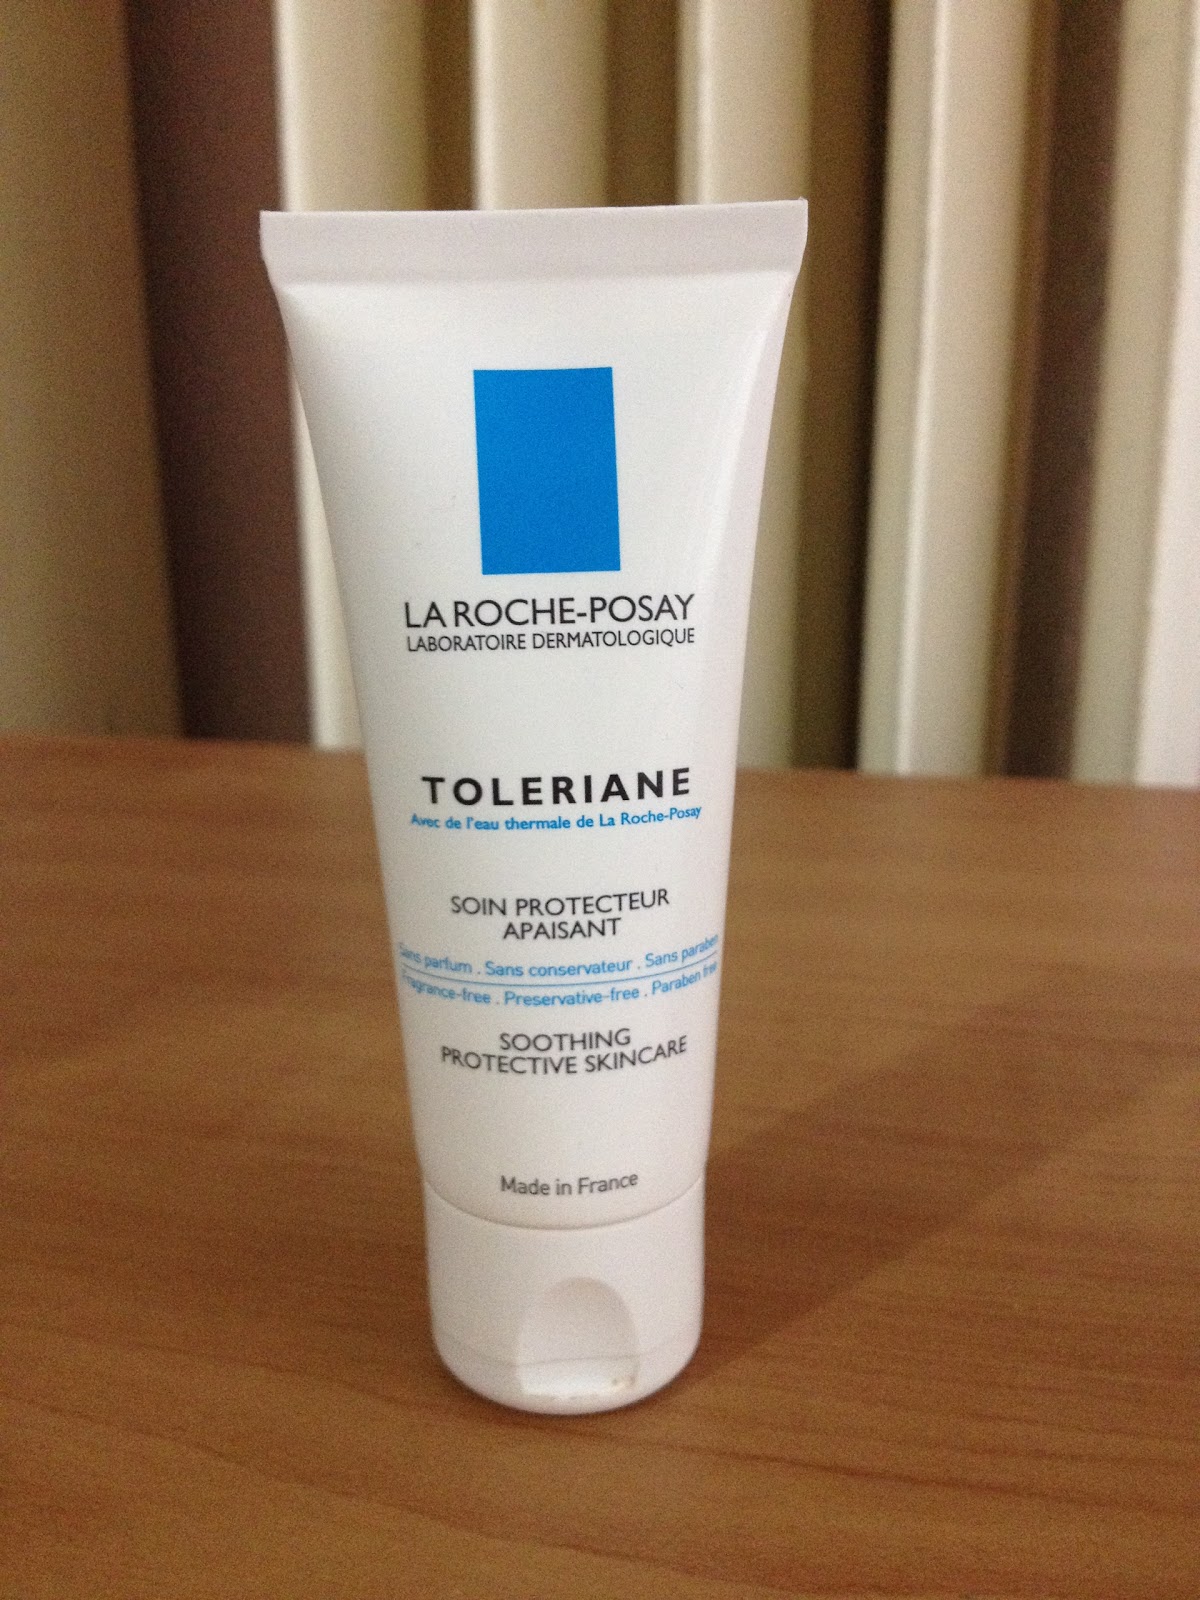 LA ROCHE-POSAY
LABORATOIRE DERMATOLOGIQUE
TOLERIANE
Avec de l'eau thermale de La Roche-Posay
SOIN PROTECTEUR
APAISANT
Sans parfum . Sans conservateur . Sans paraben
Fragrance-free . Preservative-free . Paraben free
SOOTHING
PROTECTIVE SKINCARE
Made in France